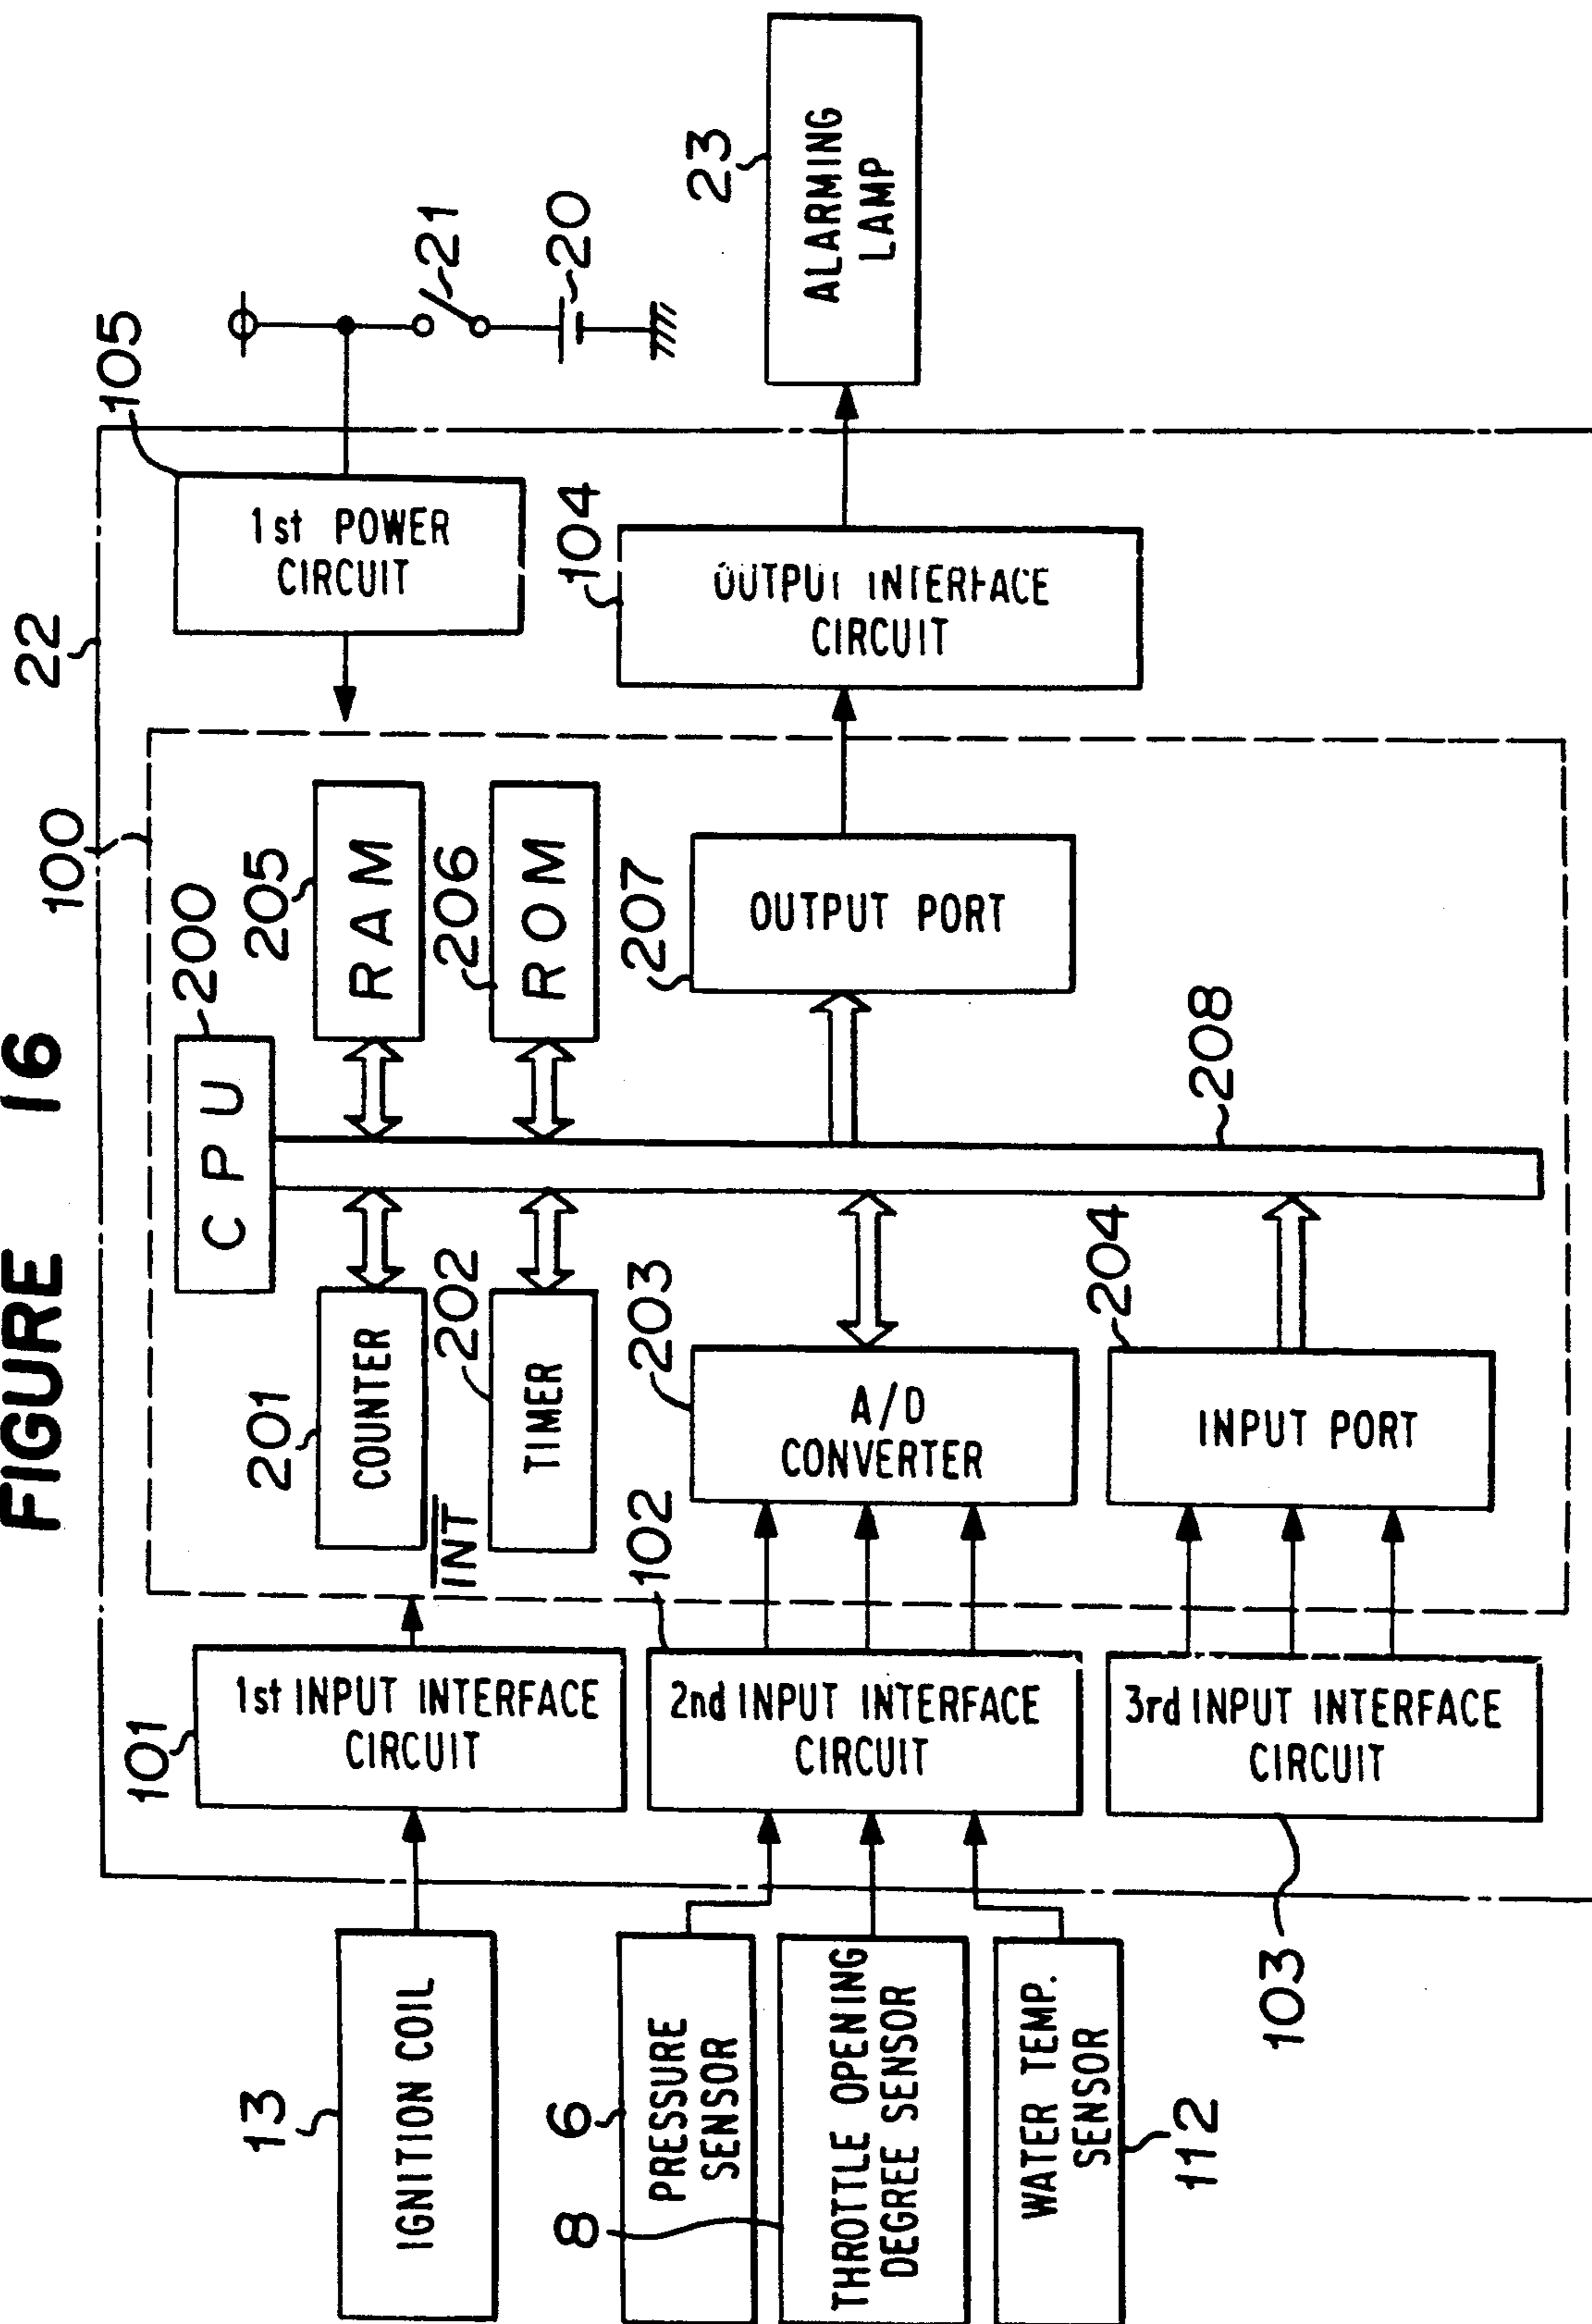 FIGURE 16
22
100
105
1st POWER
CIRCUIT
21
20
CPU
200
201
COUNTER
INT
202
TIMER
205
RAM
206
ROM
13
IGNITION COIL
101
1st INPUT INTERFACE
CIRCUIT
6
PRESSURE
SENSOR
8
THROTTLE OPENING
DEGREE SENSOR
WATER TEMP.
SENSOR
112
102
2nd INPUT INTERFACE
CIRCUIT
203
A/D
CONVERTER
207
OUTPUT PORT
104
OUTPUT INTERFACE
CIRCUIT
23
ALARMING
LAMP
103
3rd INPUT INTERFACE
CIRCUIT
204
INPUT PORT
208